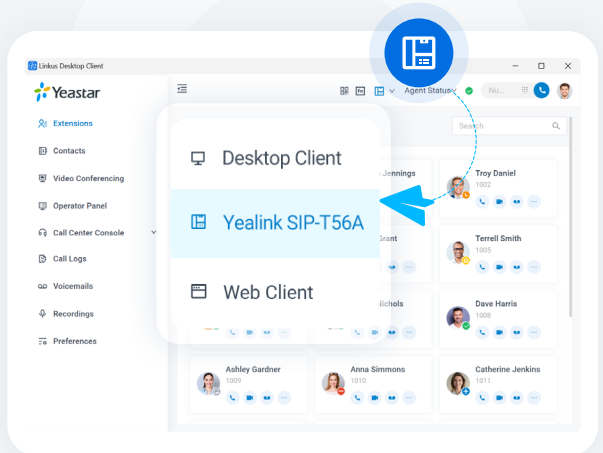 Linkus Desktop Client
Yeastar
Agent Status
Nu...
Extensions
Contacts
Video Conferencing
Operator Panel
Call Center Console
Call Logs
Voicemails
Recordings
Preferences
Search
Desktop Client
Yealink SIP-T56A
Web Client
Jennings
Troy Daniel
1002
Grant
Terrell Smith
1005
Nichols
Dave Harris
1008
Ashley Gardner
1009
Anna Simmons
1010
Catherine Jenkins
1011